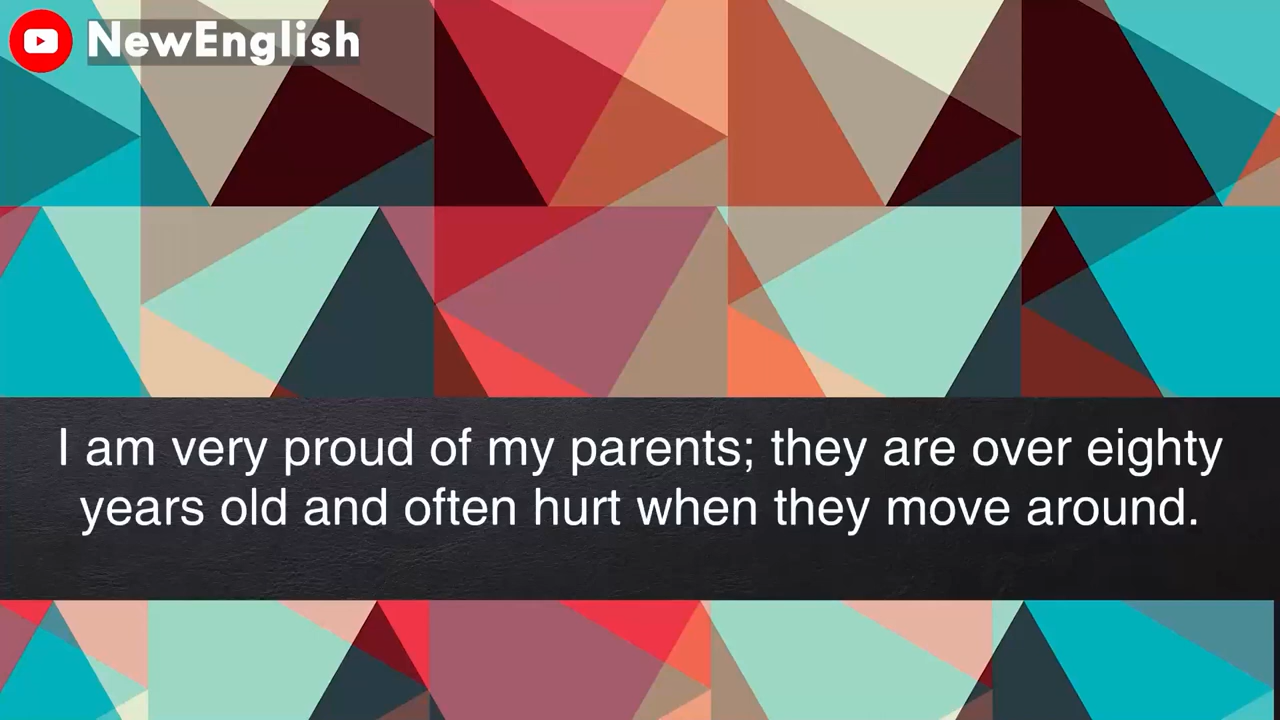 NewEnglish
I am very proud of my parents; they are over eighty
years old and often hurt when they move around.